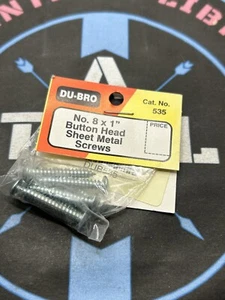 DU-BRO
Cat. No.
535
No. 8 x 1"
Button Head
Sheet Metal
Screws
PRICE